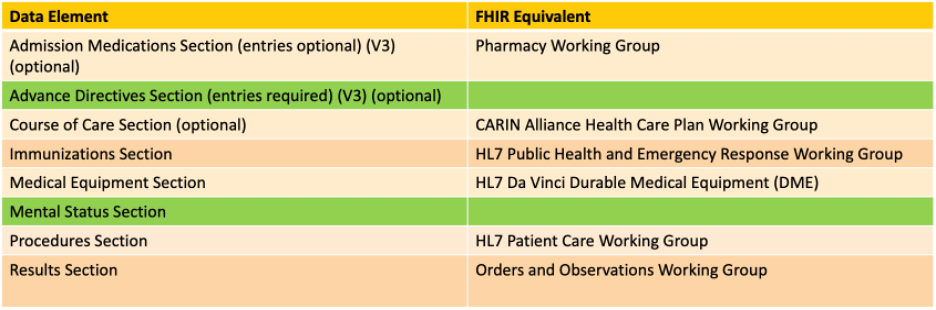 Data Element FHIR Equivalent
Admission Medications Section (entries optional) (V3) Pharmacy Working Group
(optional)
Advance Directives Section (entries required) (V3) (optional)
Course of Care Section (optional) CARIN Alliance Health Care Plan Working Group
Immunizations Section HL7 Public Health and Emergency Response Working Group
Medical Equipment Section HL7 Da Vinci Durable Medical Equipment (DME)
Mental Status Section
Procedures Section HL7 Patient Care Working Group
Results Section Orders and Observations Working Group